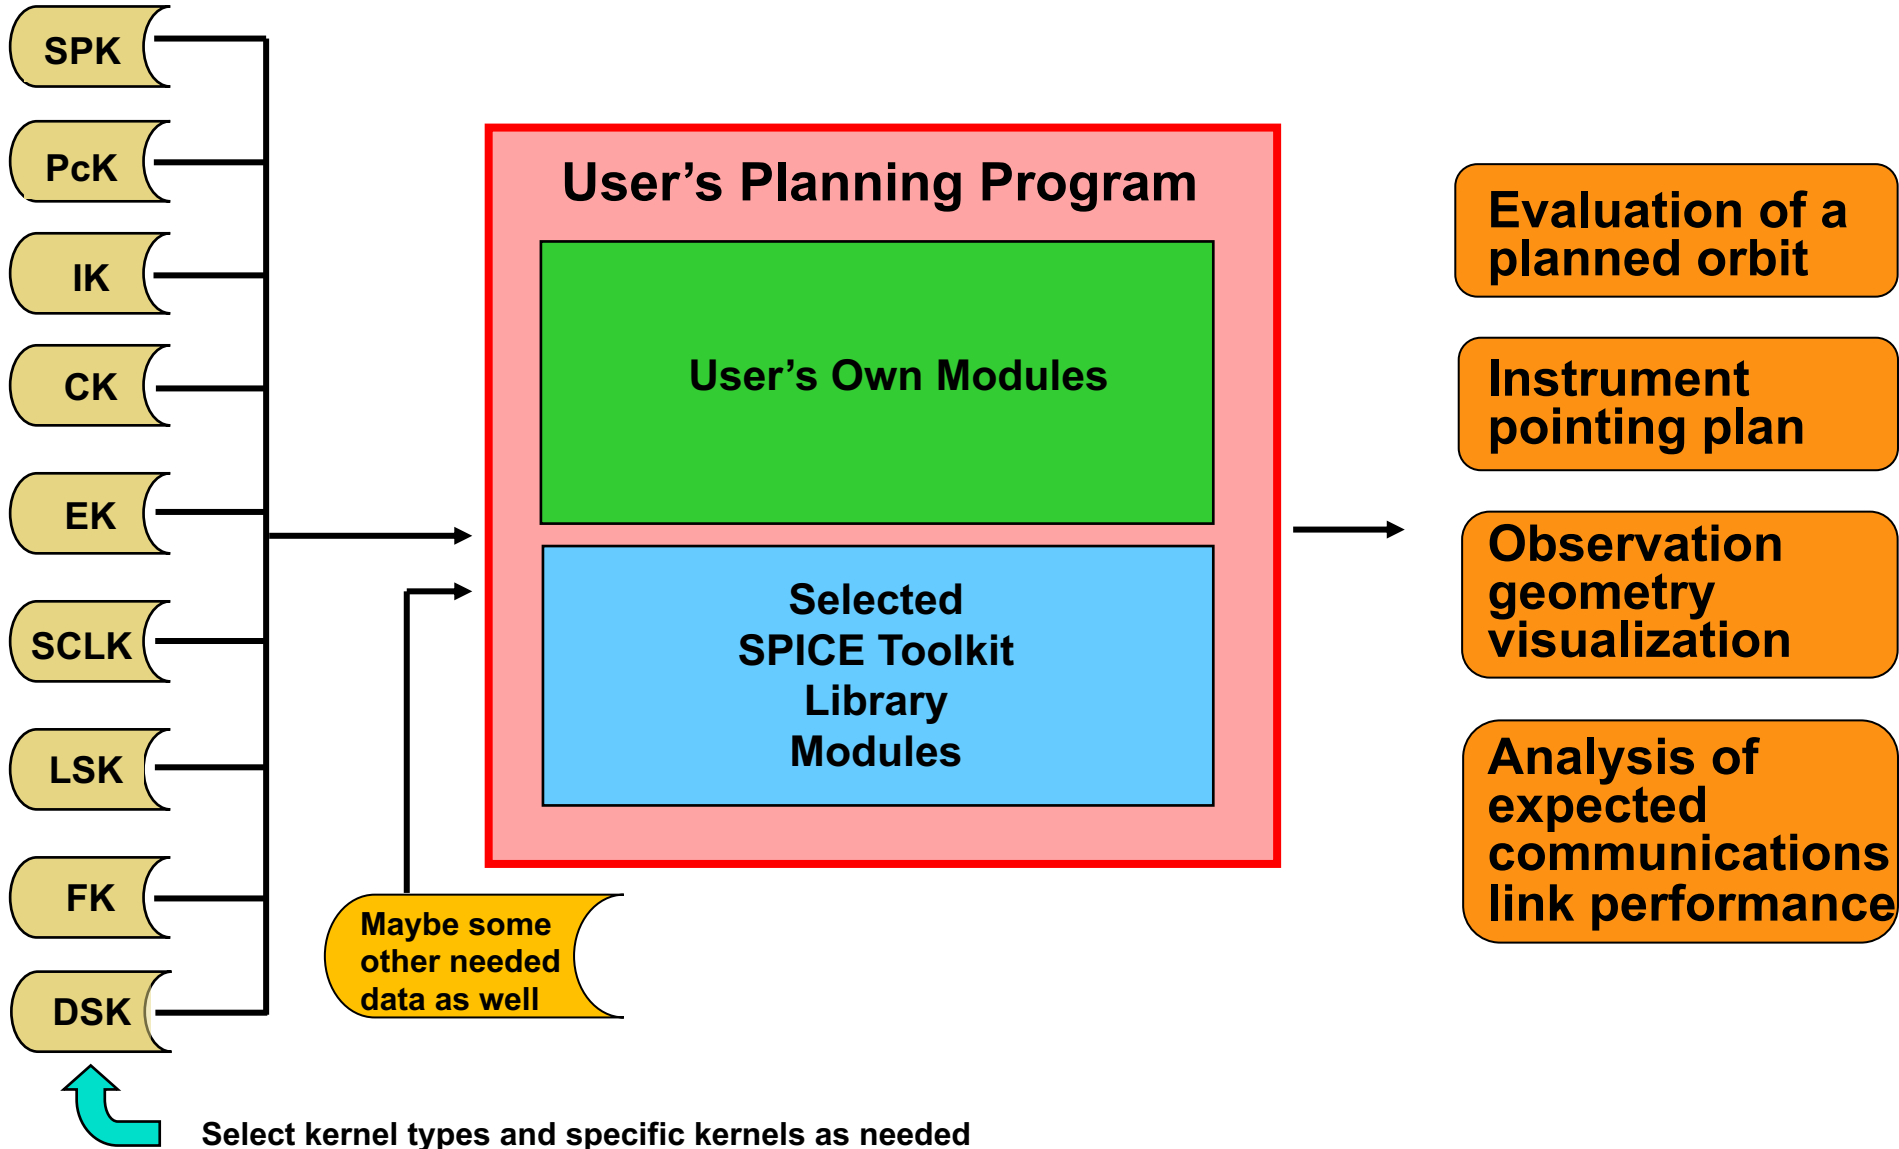 SPK
PcK
IK
CK
EK
SCLK
LSK
FK
DSK
Select kernel types and specific kernels as needed
Maybe some
other needed
data as well
User’s Planning Program
User’s Own Modules
Selected
SPICE Toolkit
Library
Modules
Evaluation of a
planned orbit
Instrument
pointing plan
Observation
geometry
visualization
Analysis of
expected
communications
link performance